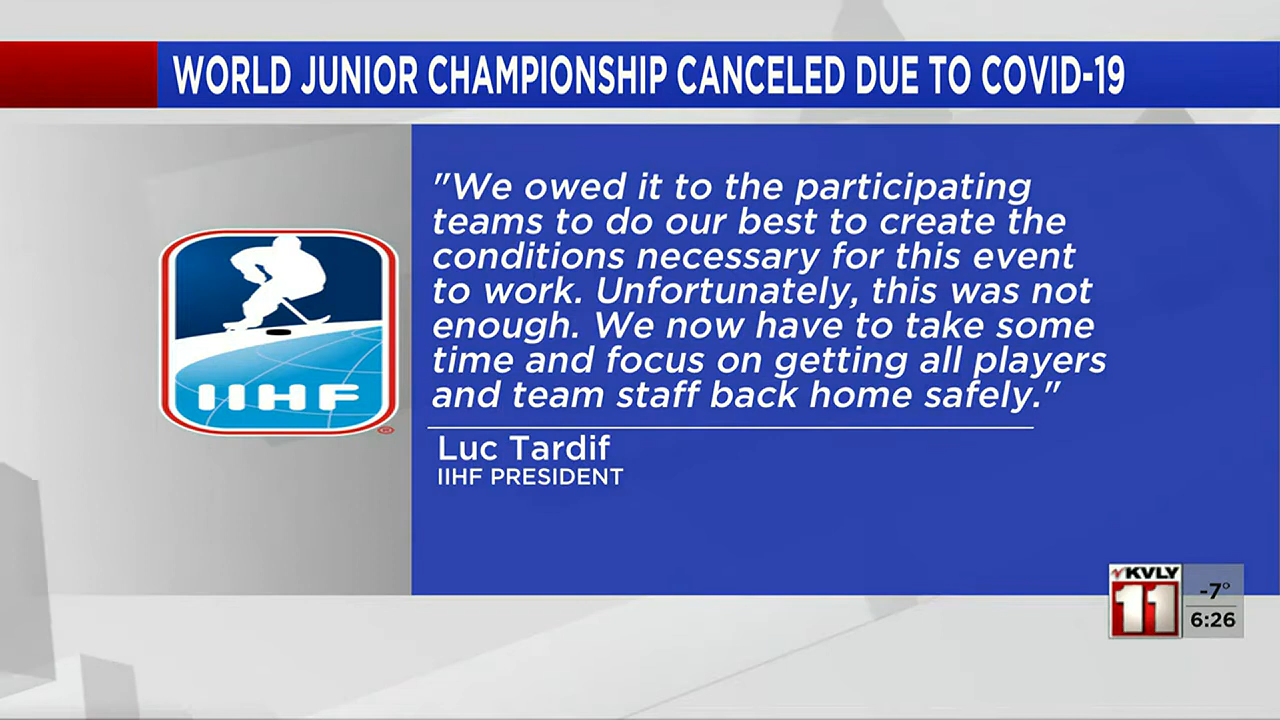 WORLD JUNIOR CHAMPIONSHIP CANCELED DUE TO COVID-19
"We owed it to the participating
teams to do our best to create the
conditions necessary for this event
to work. Unfortunately, this was not
enough. We now have to take some
time and focus on getting all players
and team staff back home safely."
IIHF
®
Luc Tardif
IIHF PRESIDENT
KVLY
11
-7°
6:26